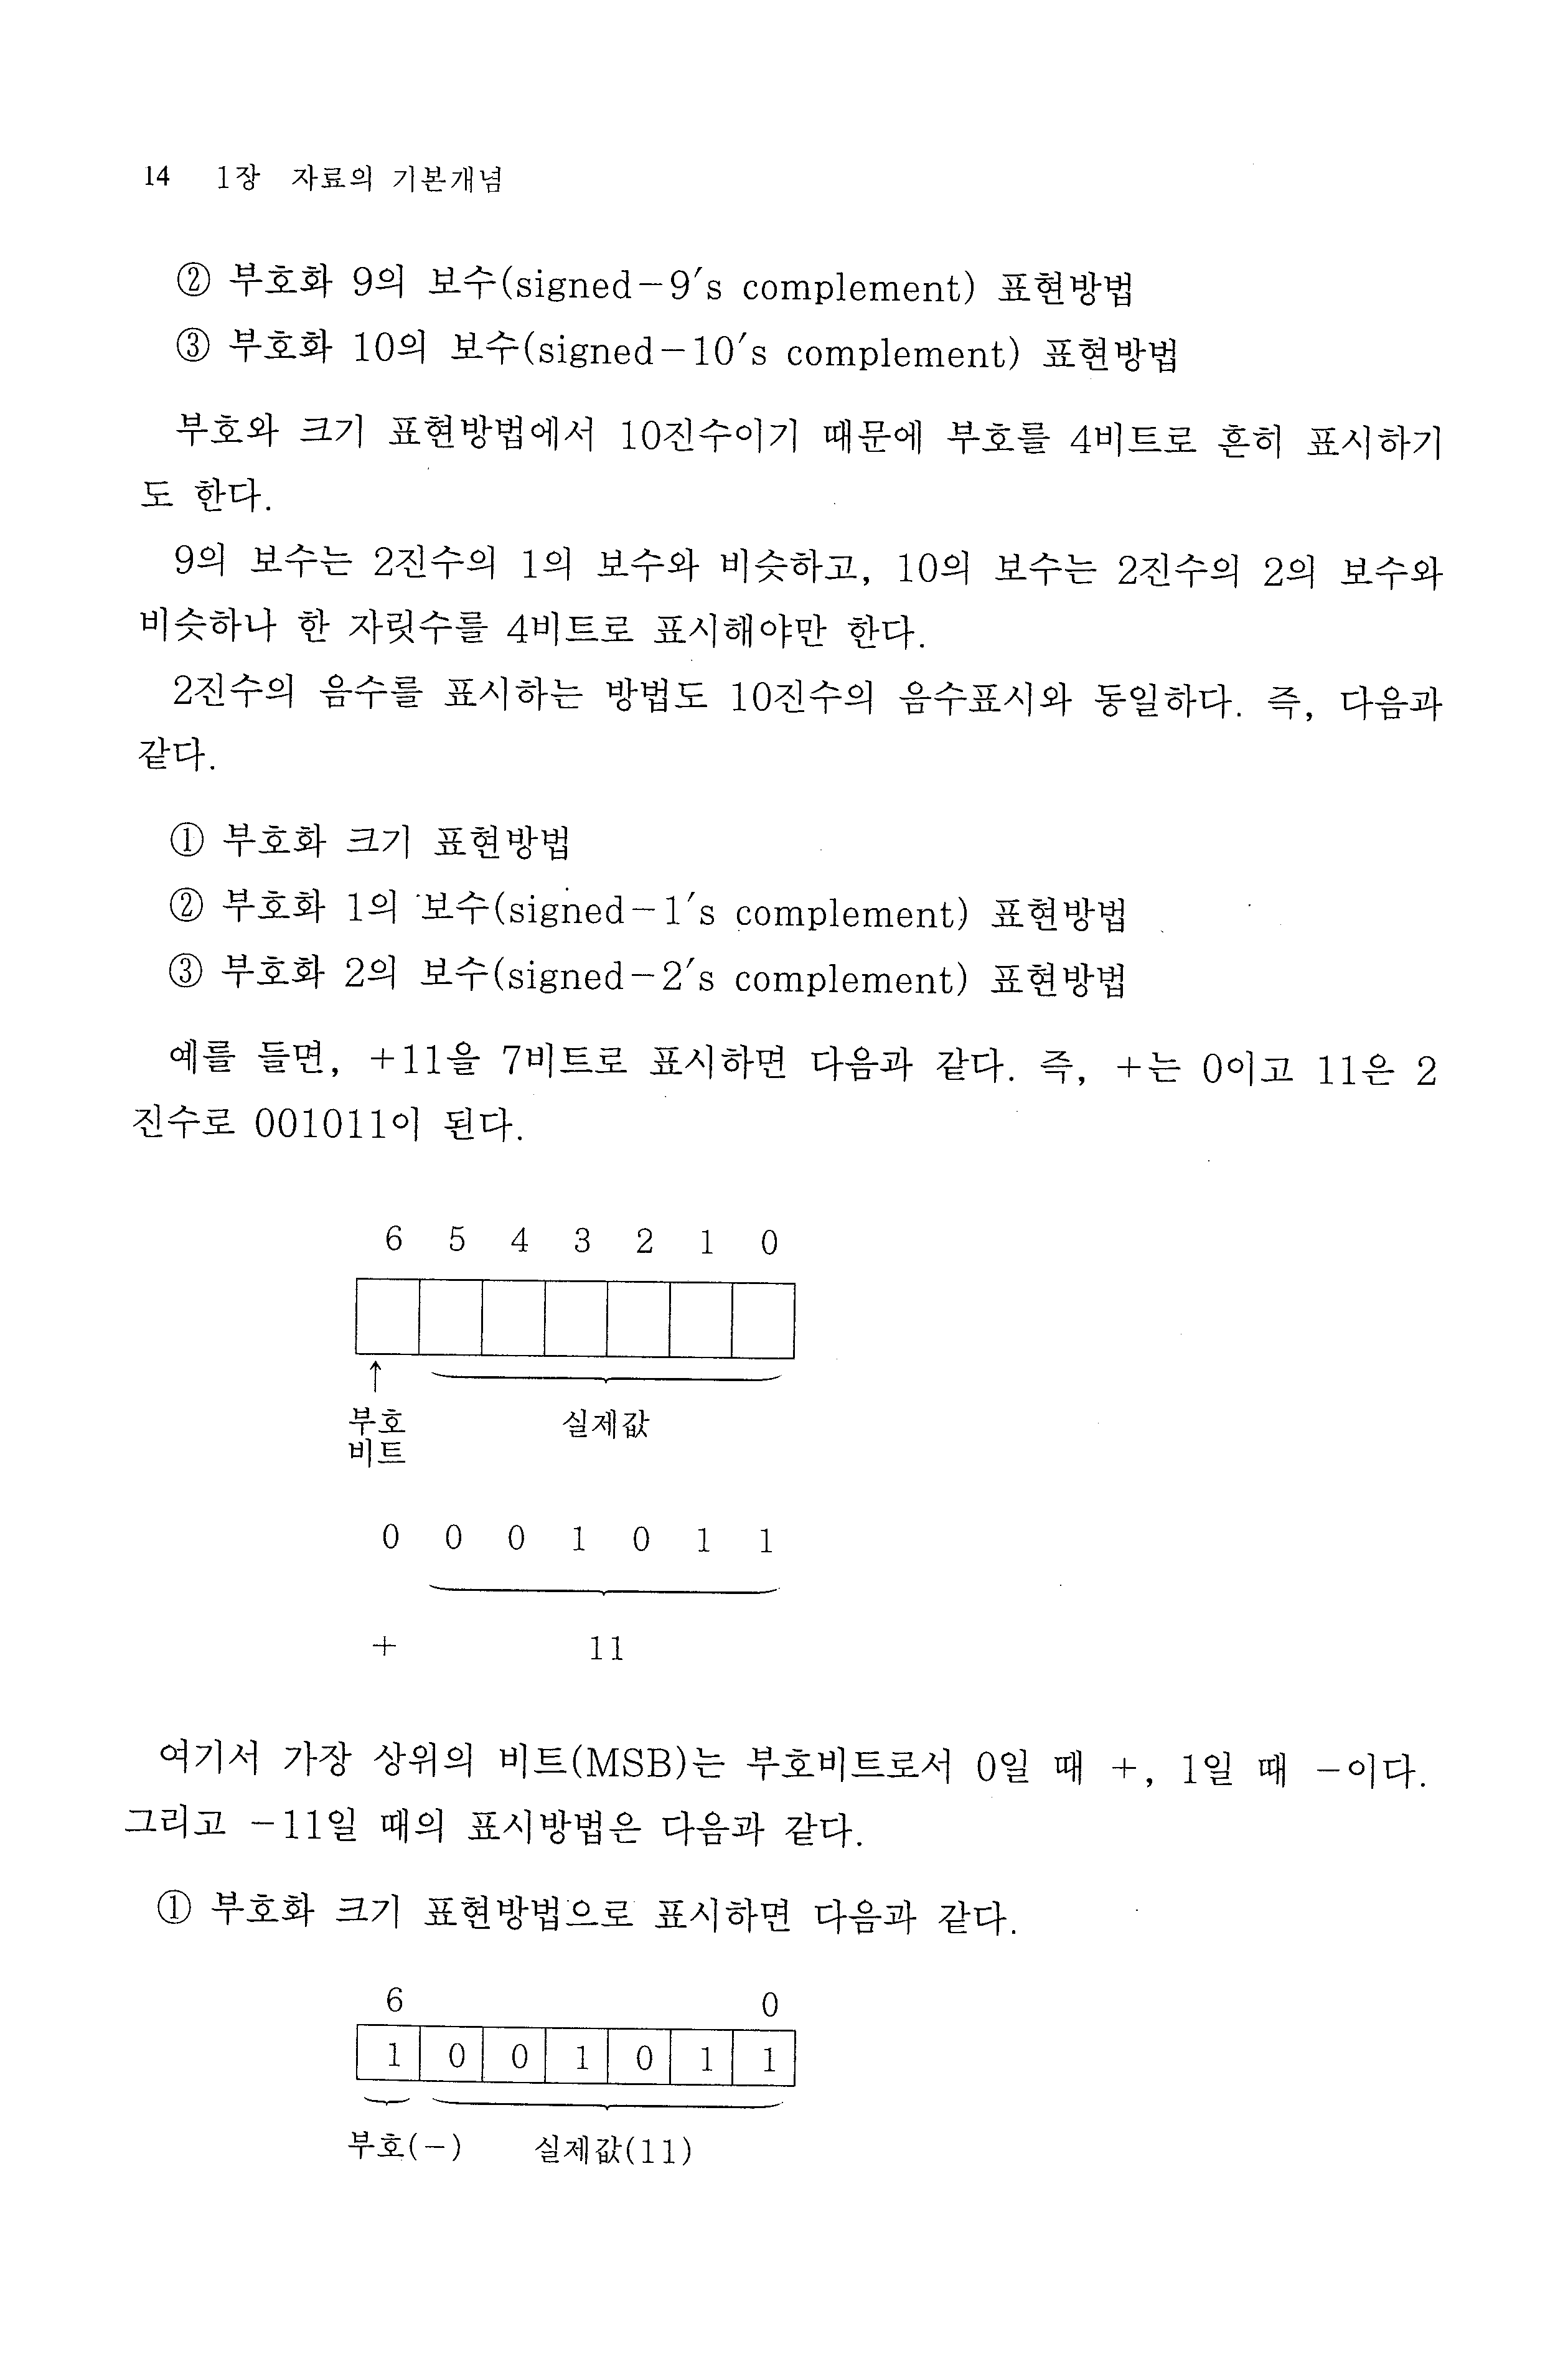 14 1장 자료의 기본개념
② 부호화 9의 보수(signed-9's complement) 표현방법
③ 부호화 10의 보수(signed-10's complement) 표현방법
부호와 크기 표현방법에서 10진수이기 때문에 부호를 4비트로 흔히 표시하기
도 한다.
9의 보수는 2진수의 1의 보수와 비슷하고, 10의 보수는 2진수의 2의 보수와
비슷하나 한 자릿수를 4비트로 표시해야만 한다.
2진수의 음수를 표시하는 방법도 10진수의 음수표시와 동일하다. 즉, 다음과
같다.
① 부호화 크기 표현방법
② 부호화 1의 보수(signed-1's complement) 표현방법
③ 부호화 2의 보수(signed-2's complement) 표현방법
예를 들면, +11을 7비트로 표시하면 다음과 같다. 즉, +는 0이고 11은 2
진수로 001011이 된다.
6 5 4 3 2 1 0
↑
부호 실제값
비트
0 0 0 1 0 1 1
+ 11
여기서 가장 상위의 비트(MSB)는 부호비트로서 0일 때 +, 1일 때 -이다.
그리고 -11일 때의 표시방법은 다음과 같다.
① 부호화 크기 표현방법으로 표시하면 다음과 같다.
6 0
1 0 0 1 0 1 1
부호(-) 실제값(11)